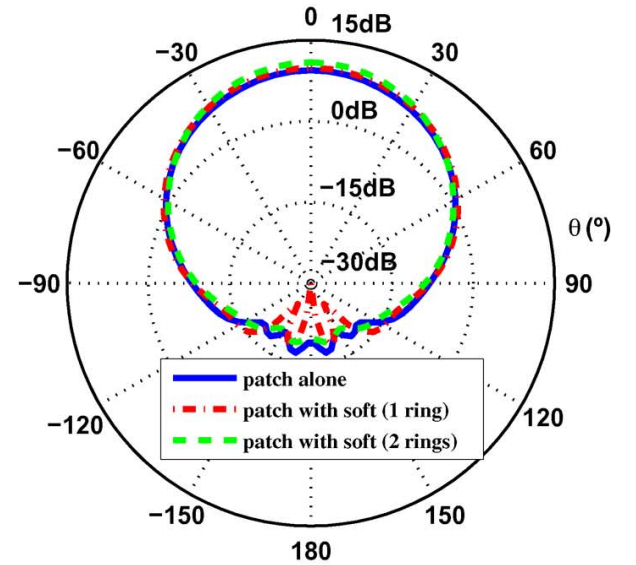 0
15dB
−30
30
0dB
−60
60
−15dB
θ (º)
−30dB
−90
90
patch alone
patch with soft (1 ring)
patch with soft (2 rings)
−120
120
−150
150
180